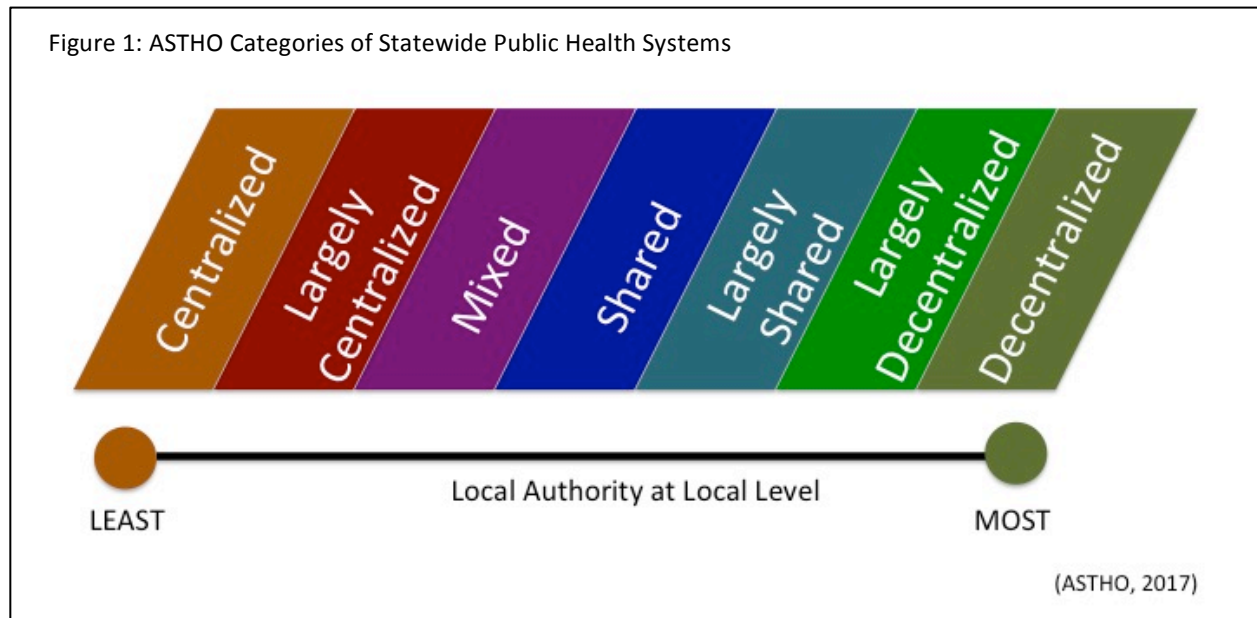 Figure 1: ASTHO Categories of Statewide Public Health Systems
Centralized
Largely
Centralized
Mixed
Shared
Largely
Shared
Largely
Decentralized
Decentralized
Local Authority at Local Level
LEAST
MOST
(ASTHO, 2017)